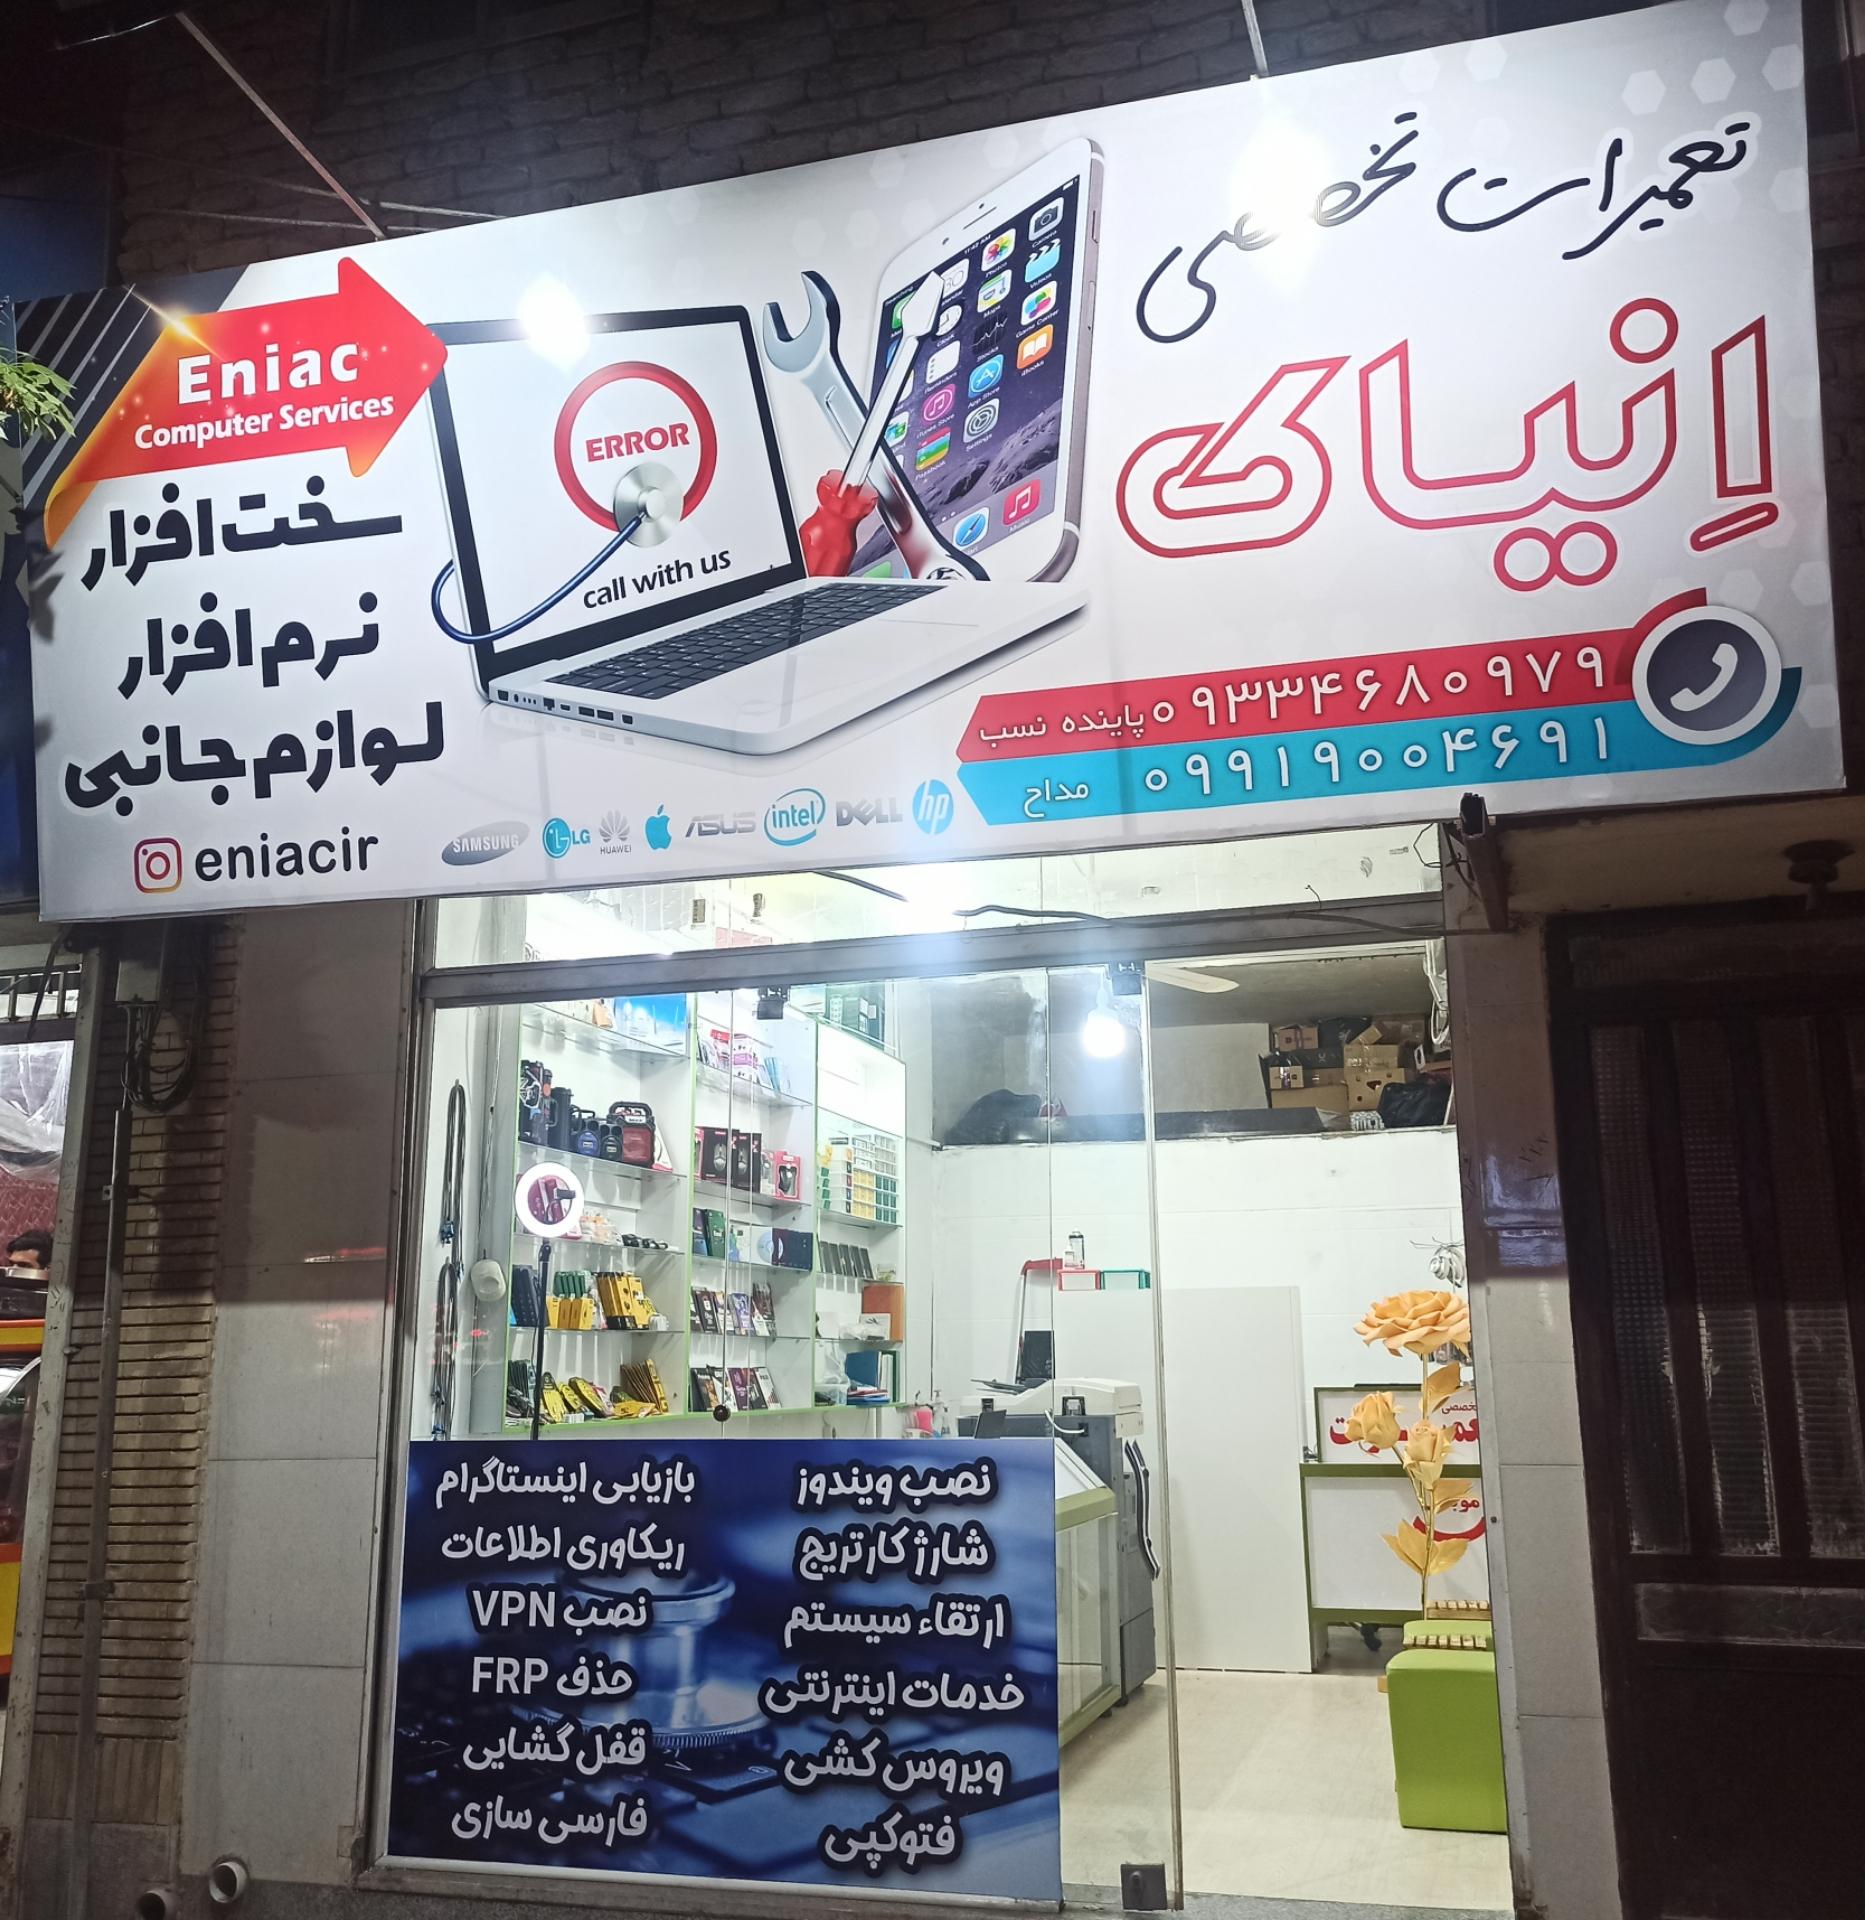 تعمیرات تخصصی
اِنیاک
۰۹۳۳۴۶۸۰۹۷۹ پاینده نسب
۰۹۹۱۹۰۰۴۶۹۱ مداح
Eniac
Computer Services
سخت‌افزار
نرم‌افزار
لوازم جانبی
eniacir
ERROR
call with us
SAMSUNG LG HUAWEI ASUS intel DELL hp
نصب ویندوز
شارژ کارتریج
ارتقاء سیستم
خدمات اینترنتی
ویروس کشی
فتوکپی
بازیابی اینستاگرام
ریکاوری اطلاعات
نصب VPN
حذف FRP
قفل گشایی
فارسی سازی